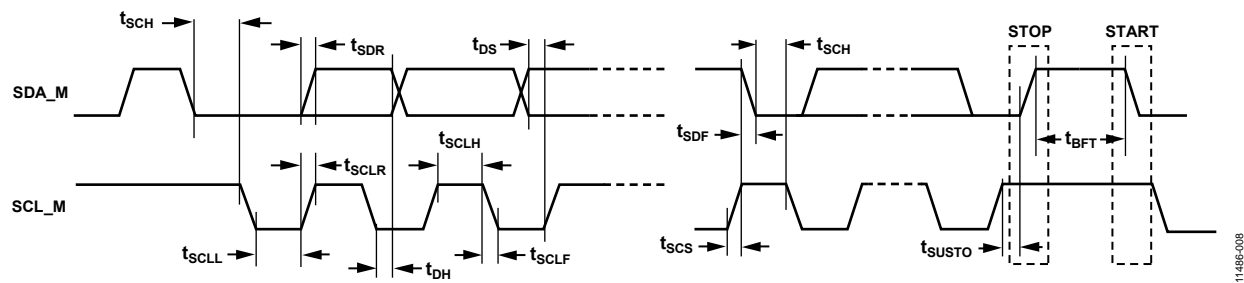 tSCH
tSDR
tDS
tSCH
STOP
START
SDA_M
tSDF
tBFT
tSCLR
tSCLH
SCL_M
tSCLL
tDH
tSCLF
tSCS
tSUSTO
11486-008